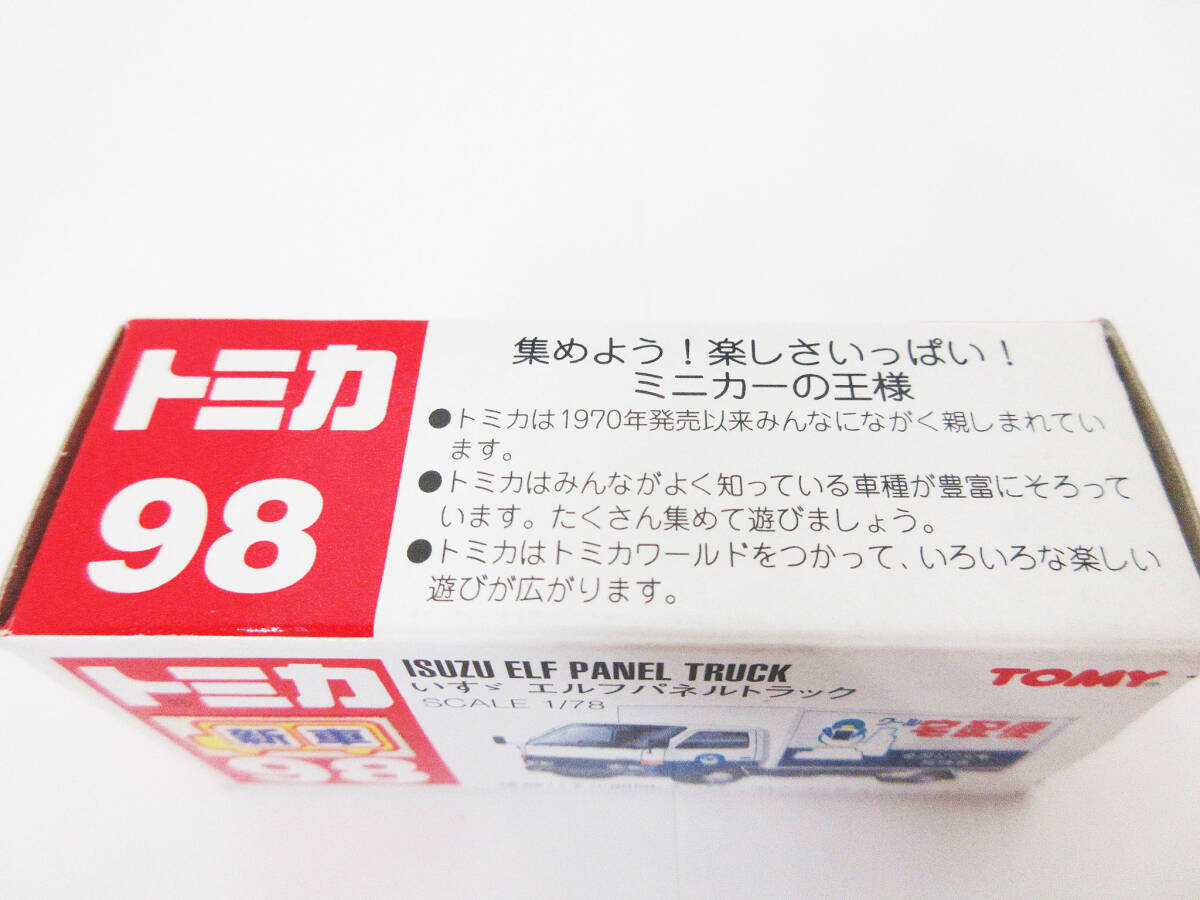 トミカ
98
集めよう！楽しさいっぱい！
ミニカーの王様
●トミカは1970年発売以来みんなにながく親しまれてい
ます。
●トミカはみんながよく知っている車種が豊富にそろって
います。たくさん集めて遊びましょう。
●トミカはトミカワールドをつかって、いろいろな楽しい
遊びが広がります。
トミカ
新車
98
ISUZU ELF PANEL TRUCK
いすゞ エルフパネルトラック
SCALE 1/78
TOMY
クール
宅配便